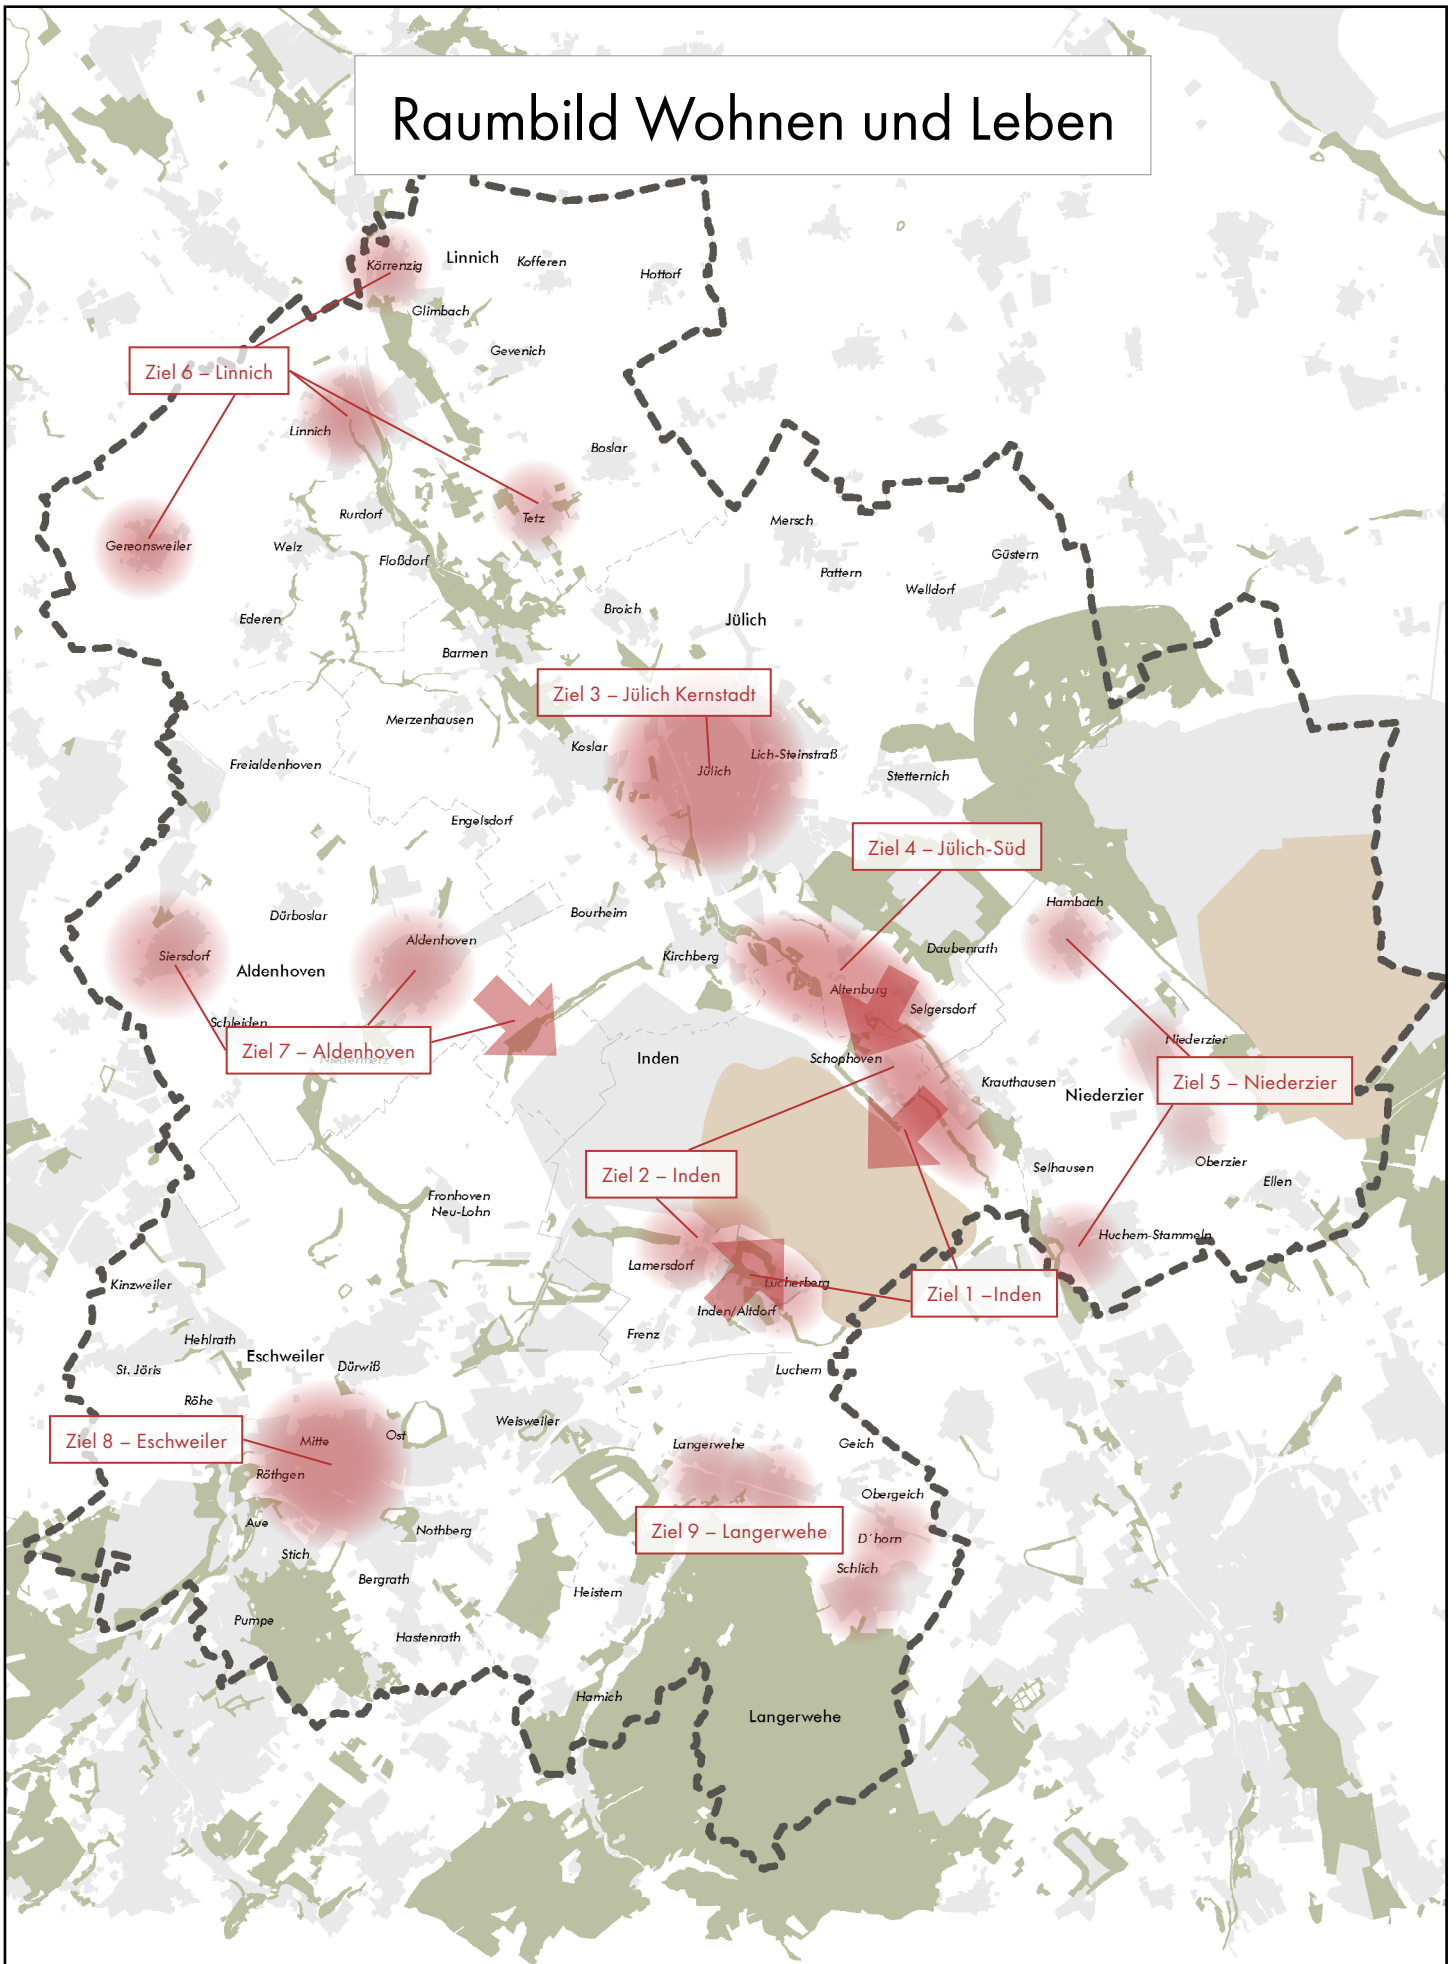 Raumbild Wohnen und Leben
Linnich
Körrenzig
Kofferen
Hottorf
Glimbach
Gevenich
Ziel 6 – Linnich
Linnich
Boslar
Rurdorf
Tetz
Mersch
Gereonsweiler
Welz
Floßdorf
Güstern
Pattern
Welldorf
Ederen
Broich
Jülich
Barmen
Ziel 3 – Jülich Kernstadt
Merzenhausen
Koslar
Lich-Steinstraß
Freialdenhoven
Jülich
Stetternich
Engelsdorf
Ziel 4 – Jülich-Süd
Hambach
Dürboslar
Bourheim
Aldenhoven
Daubenrath
Siersdorf
Kirchberg
Aldenhoven
Altenburg
Selgersdorf
Schleiden
Niederzier
Ziel 7 – Aldenhoven
Niedermerz
Inden
Schophoven
Krauthausen
Ziel 5 – Niederzier
Niederzier
Oberzier
Selhausen
Ziel 2 – Inden
Ellen
Fronhoven
Neu-Lohn
Huchem-Stammeln
Lamersdorf
Kinzweiler
Lucherberg
Ziel 1 –Inden
Inden/Altdorf
Frenz
Hehlrath
Eschweiler
Dürwiß
St. Jöris
Luchem
Röhe
Weisweiler
Ost
Ziel 8 – Eschweiler
Mitte
Langerwehe
Geich
Röthgen
Obergeich
Aue
Nothberg
Ziel 9 – Langerwehe
D´horn
Stich
Schlich
Bergrath
Heistern
Pumpe
Hastenrath
Hamich
Langerwehe